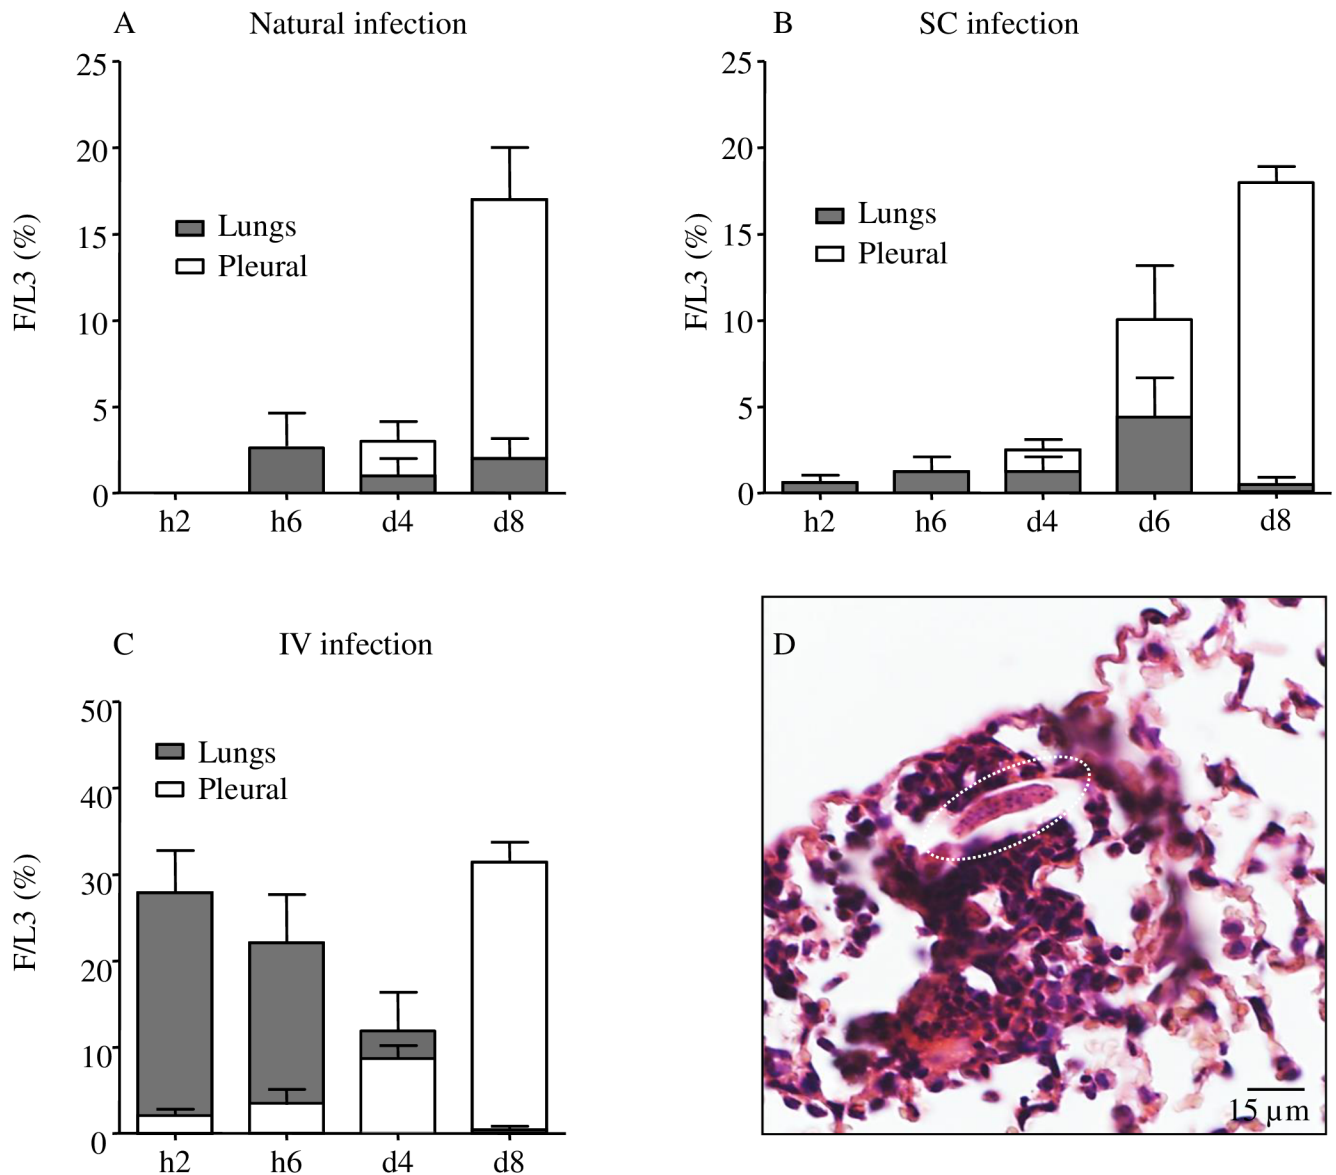 A Natural infection
25
20
15
10
5
0
F/L3 (%)
Lungs
Pleural
h2 h6 d4 d8
B SC infection
25
20
15
10
5
0
F/L3 (%)
Lungs
Pleural
h2 h6 d4 d6 d8
C IV infection
50
40
30
20
10
0
F/L3 (%)
Lungs
Pleural
h2 h6 d4 d8
D
15 µm